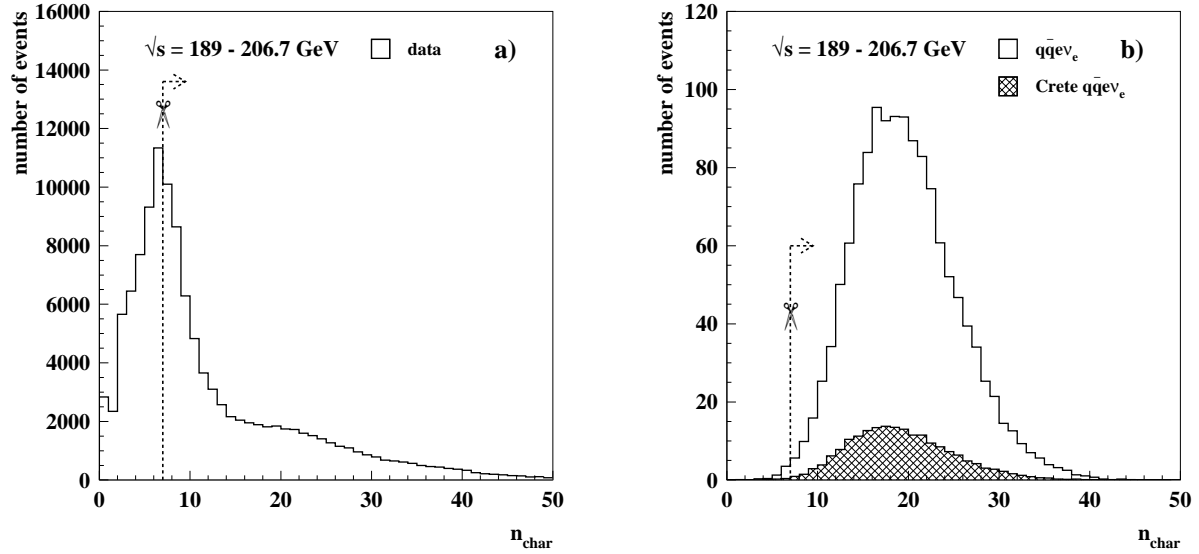 number of events
16000
14000
12000
10000
8000
6000
4000
2000
0
√s = 189 - 206.7 GeV
data
a)
0 10 20 30 40 50
n_char
number of events
120
100
80
60
40
20
0
√s = 189 - 206.7 GeV
qq̄eν_e
b)
Crete qq̄eν_e
0 10 20 30 40 50
n_char